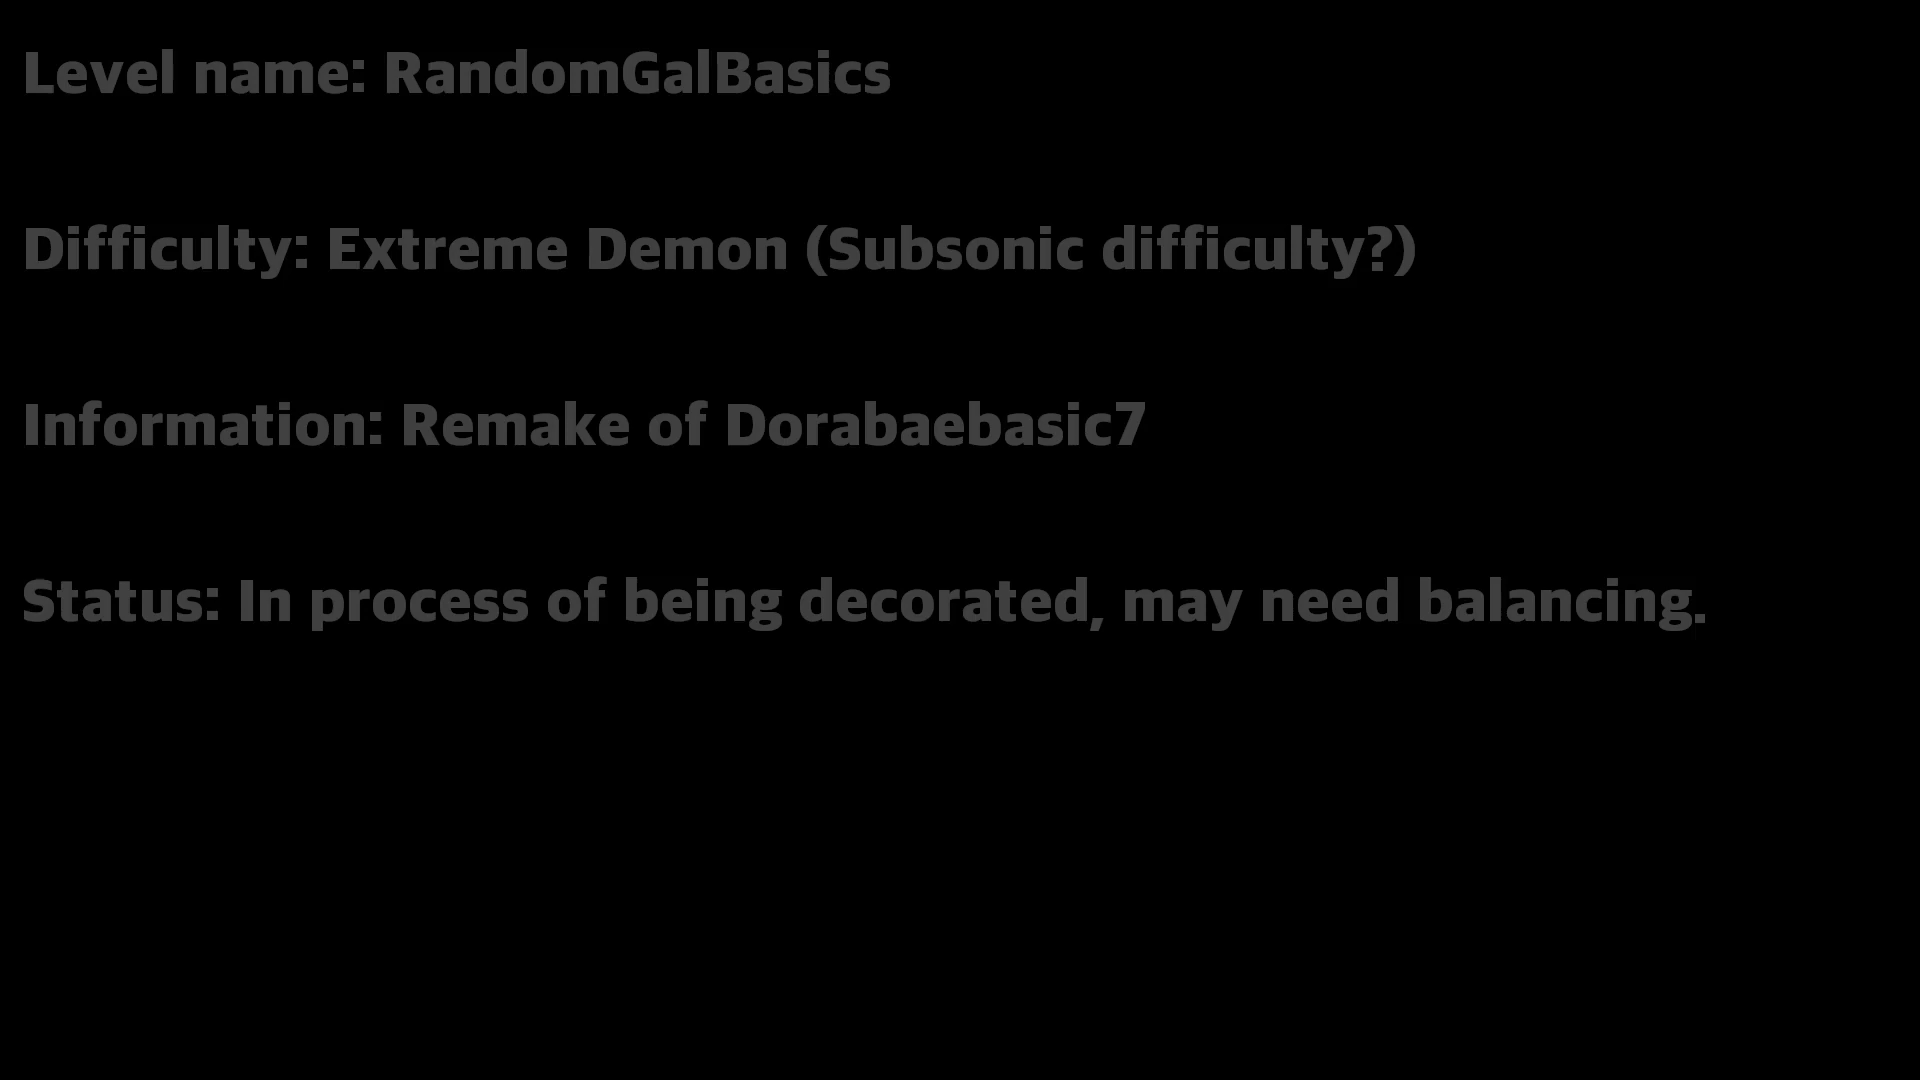 Level name: RandomGalBasics
Difficulty: Extreme Demon (Subsonic difficulty?)
Information: Remake of Dorabaebasic7
Status: In process of being decorated, may need balancing.